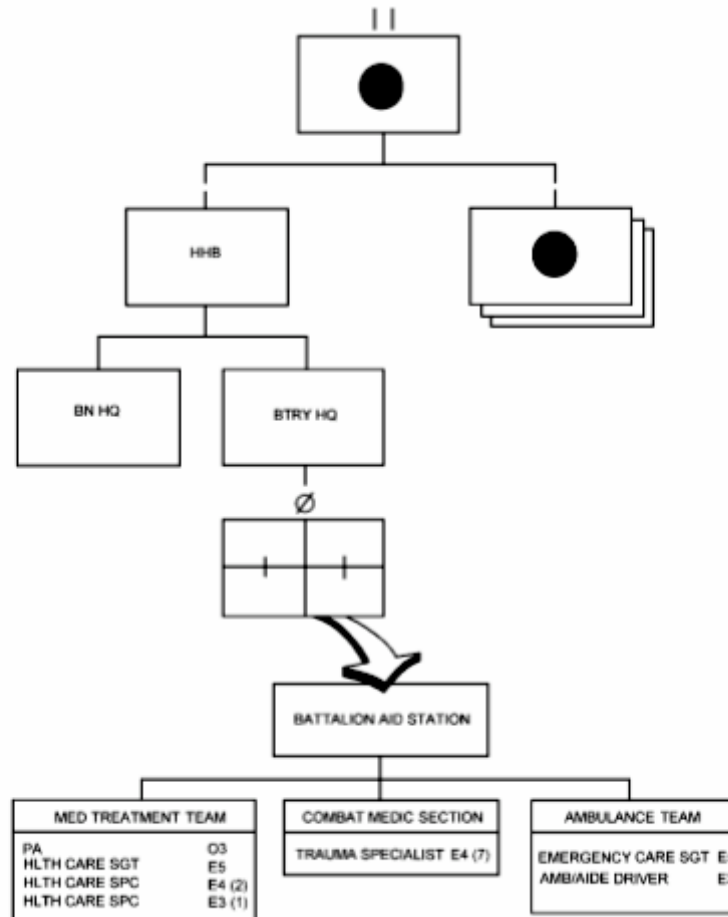 HHB
BN HQ
BTRY HQ
BATTALION AID STATION
MED TREATMENT TEAM
PA O3
HLTH CARE SGT E5
HLTH CARE SPC E4 (2)
HLTH CARE SPC E3 (1)
COMBAT MEDIC SECTION
TRAUMA SPECIALIST E4 (7)
AMBULANCE TEAM
EMERGENCY CARE SGT
AMB/AIDE DRIVER